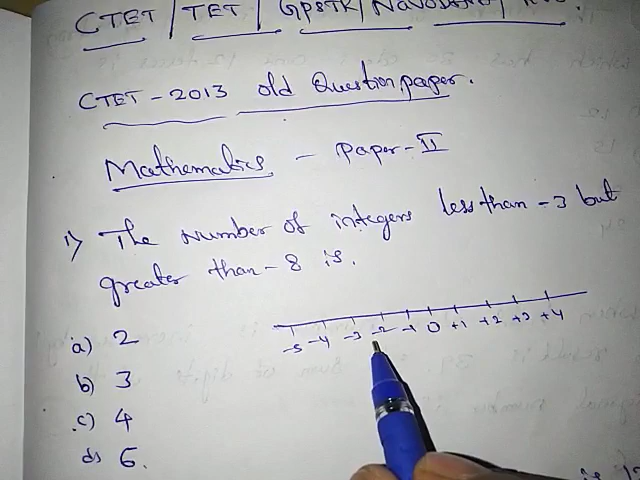 CTET / TET / GPSTR / Navodaya /
CTET - 2013 old Question paper.
Mathematics - Paper - II
1) The number of integers less than -3 but
greater than - 8 is.
a) 2
b) 3
c) 4
d) 6.
-5 -4 -3 -2 -1 0 +1 +2 +3 +4